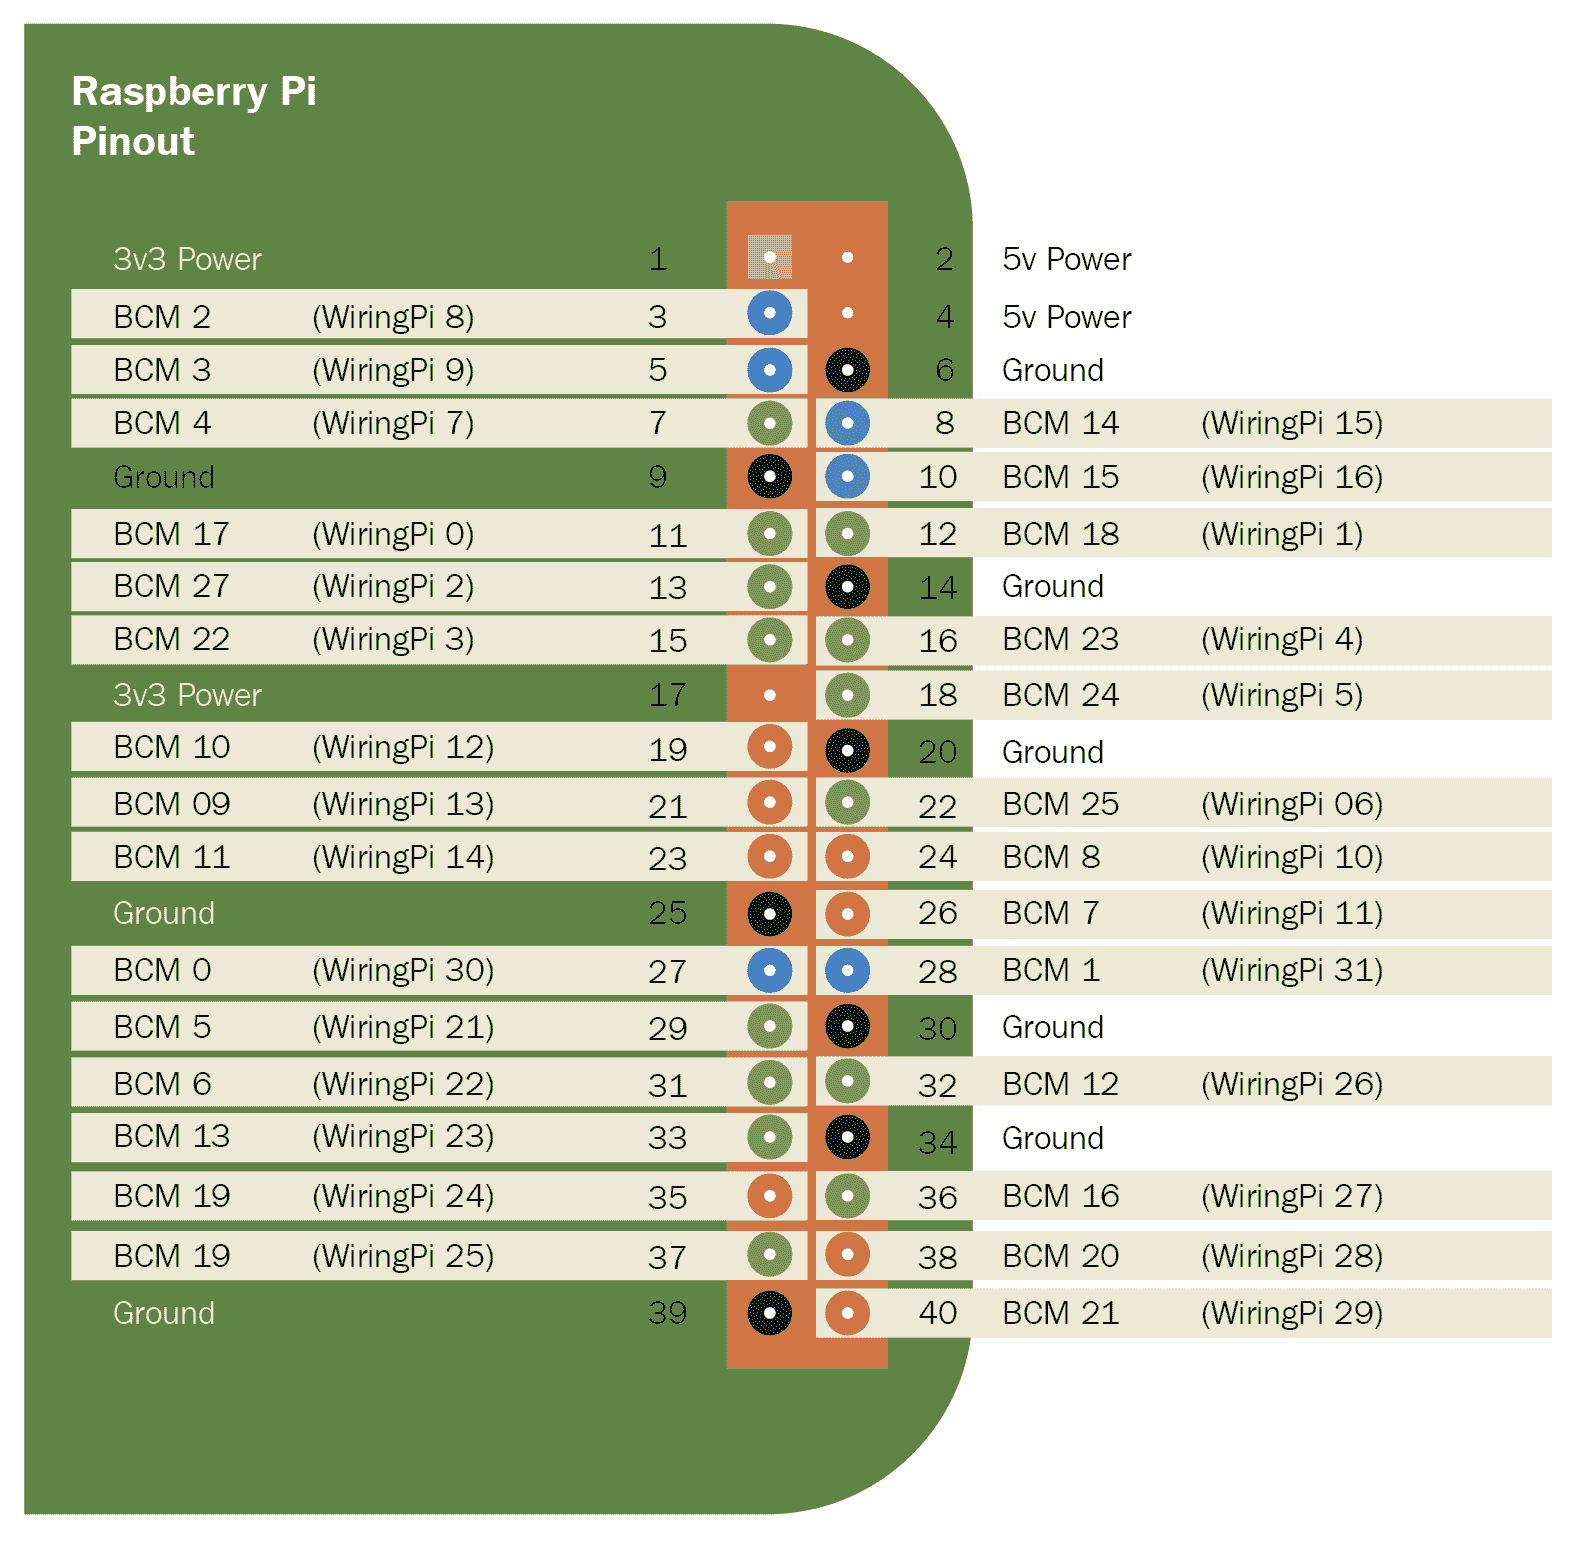 Raspberry Pi
Pinout
3v3 Power 1 2 5v Power
BCM 2 (WiringPi 8) 3 4 5v Power
BCM 3 (WiringPi 9) 5 6 Ground
BCM 4 (WiringPi 7) 7 8 BCM 14 (WiringPi 15)
Ground 9 10 BCM 15 (WiringPi 16)
BCM 17 (WiringPi 0) 11 12 BCM 18 (WiringPi 1)
BCM 27 (WiringPi 2) 13 14 Ground
BCM 22 (WiringPi 3) 15 16 BCM 23 (WiringPi 4)
3v3 Power 17 18 BCM 24 (WiringPi 5)
BCM 10 (WiringPi 12) 19 20 Ground
BCM 09 (WiringPi 13) 21 22 BCM 25 (WiringPi 06)
BCM 11 (WiringPi 14) 23 24 BCM 8 (WiringPi 10)
Ground 25 26 BCM 7 (WiringPi 11)
BCM 0 (WiringPi 30) 27 28 BCM 1 (WiringPi 31)
BCM 5 (WiringPi 21) 29 30 Ground
BCM 6 (WiringPi 22) 31 32 BCM 12 (WiringPi 26)
BCM 13 (WiringPi 23) 33 34 Ground
BCM 19 (WiringPi 24) 35 36 BCM 16 (WiringPi 27)
BCM 19 (WiringPi 25) 37 38 BCM 20 (WiringPi 28)
Ground 39 40 BCM 21 (WiringPi 29)